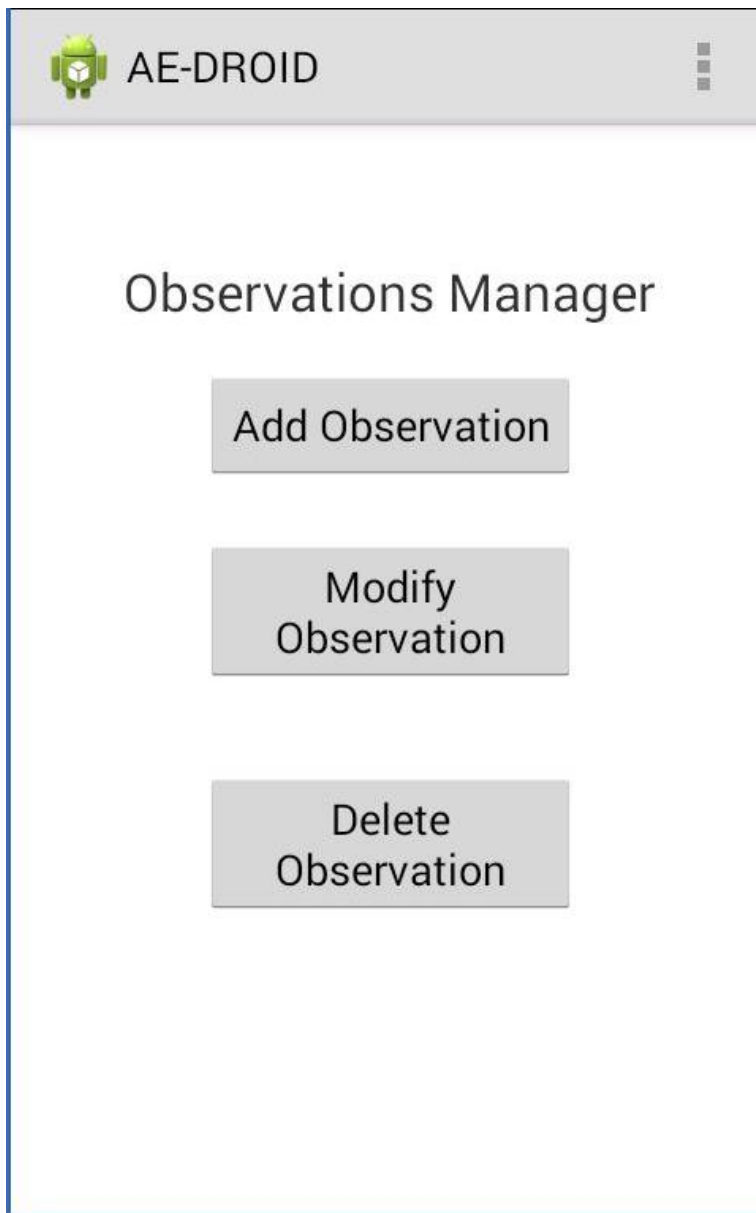 AE-DROID
Observations Manager
Add Observation
Modify
Observation
Delete
Observation